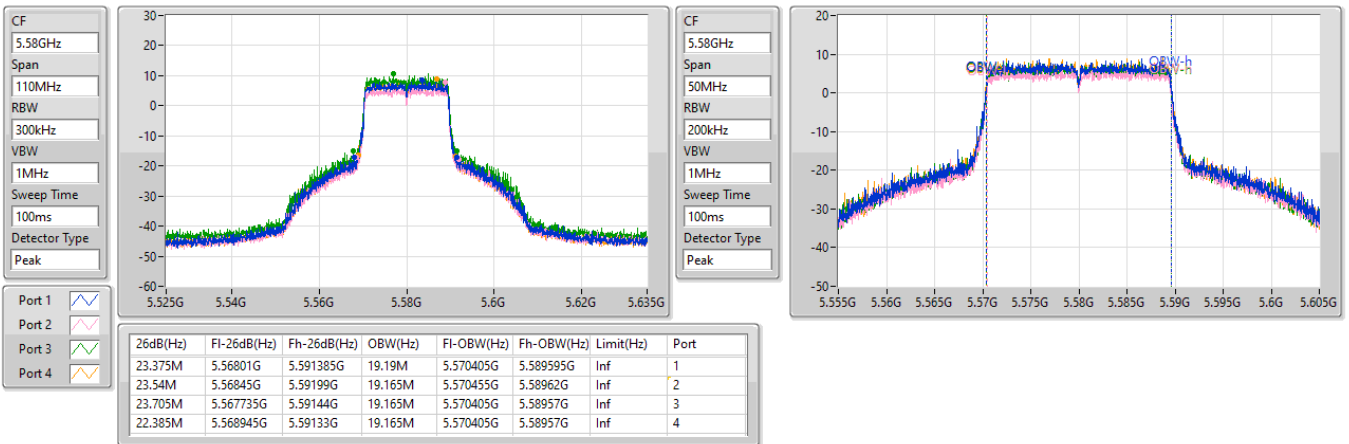 CF
5.58GHz
Span
110MHz
RBW
300kHz
VBW
1MHz
Sweep Time
100ms
Detector Type
Peak
30
20
10
0
-10
-20
-30
-40
-50
-60
5.525G 5.54G 5.56G 5.58G 5.6G 5.62G 5.635G
CF
5.58GHz
Span
50MHz
RBW
200kHz
VBW
1MHz
Sweep Time
100ms
Detector Type
Peak
20
10
0
-10
-20
-30
-40
-50
OBW-h
5.555G 5.56G 5.565G 5.57G 5.575G 5.58G 5.585G 5.59G 5.595G 5.6G 5.605G
Port 1
Port 2
Port 3
Port 4
26dB(Hz) Fl-26dB(Hz) Fh-26dB(Hz) OBW(Hz) Fl-OBW(Hz) Fh-OBW(Hz) Limit(Hz) Port
23.375M 5.56801G 5.591385G 19.19M 5.570405G 5.589595G Inf 1
23.54M 5.56845G 5.59199G 19.165M 5.570455G 5.58962G Inf 2
23.705M 5.567735G 5.59144G 19.165M 5.570405G 5.58957G Inf 3
22.385M 5.568945G 5.59133G 19.165M 5.570405G 5.58957G Inf 4